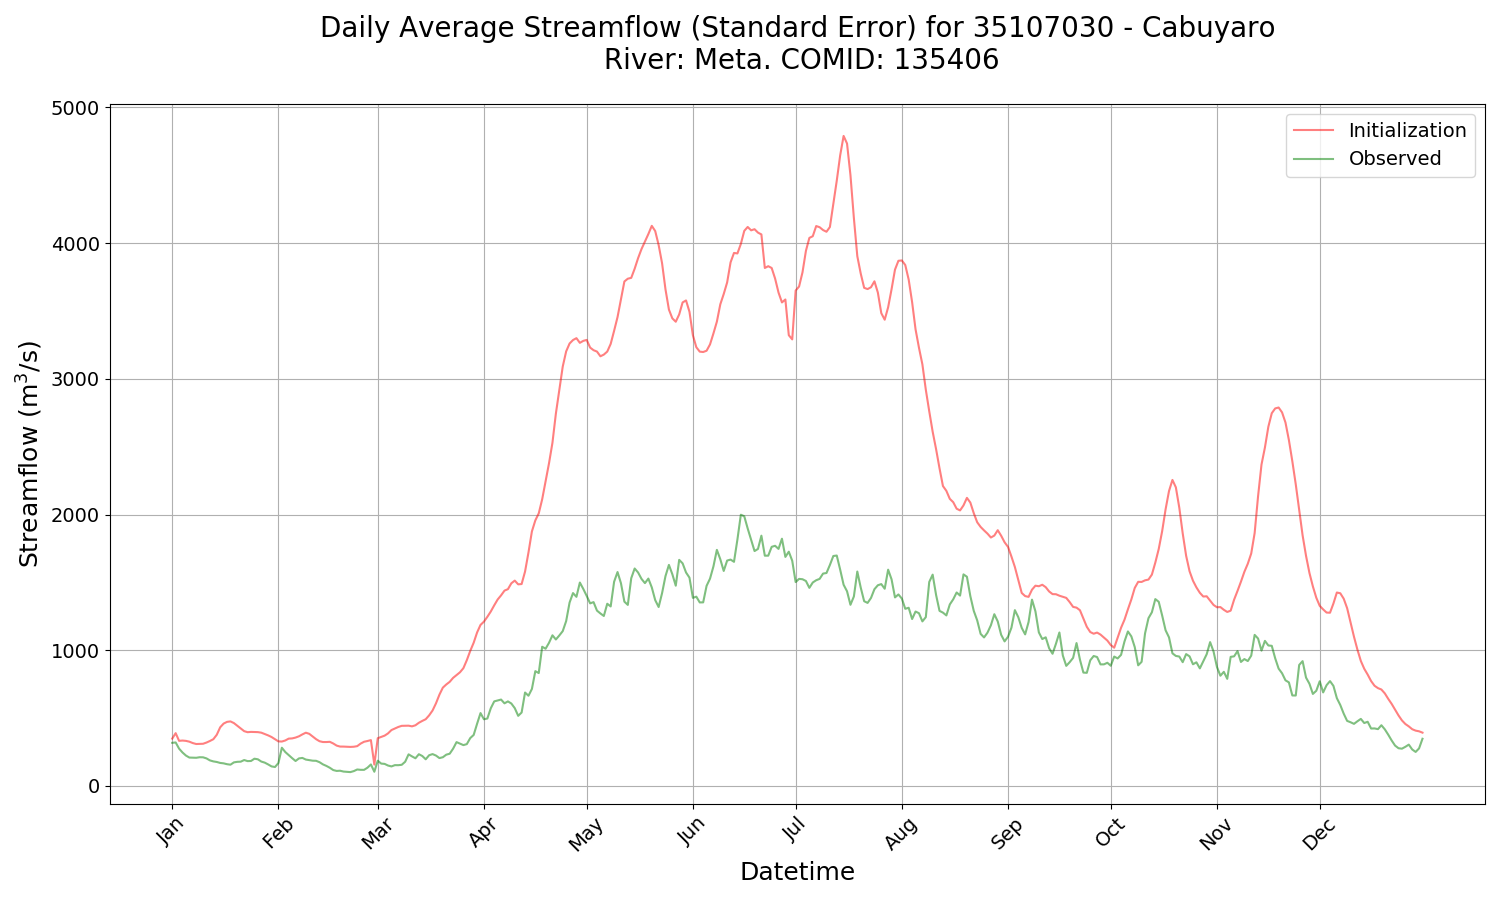 Daily Average Streamflow (Standard Error) for 35107030 - Cabuyaro
River: Meta. COMID: 135406
5000
4000
3000
2000
1000
0
Streamflow (m³/s)
Initialization
Observed
Jan
Feb
Mar
Apr
May
Jun
Jul
Aug
Sep
Oct
Nov
Dec
Datetime